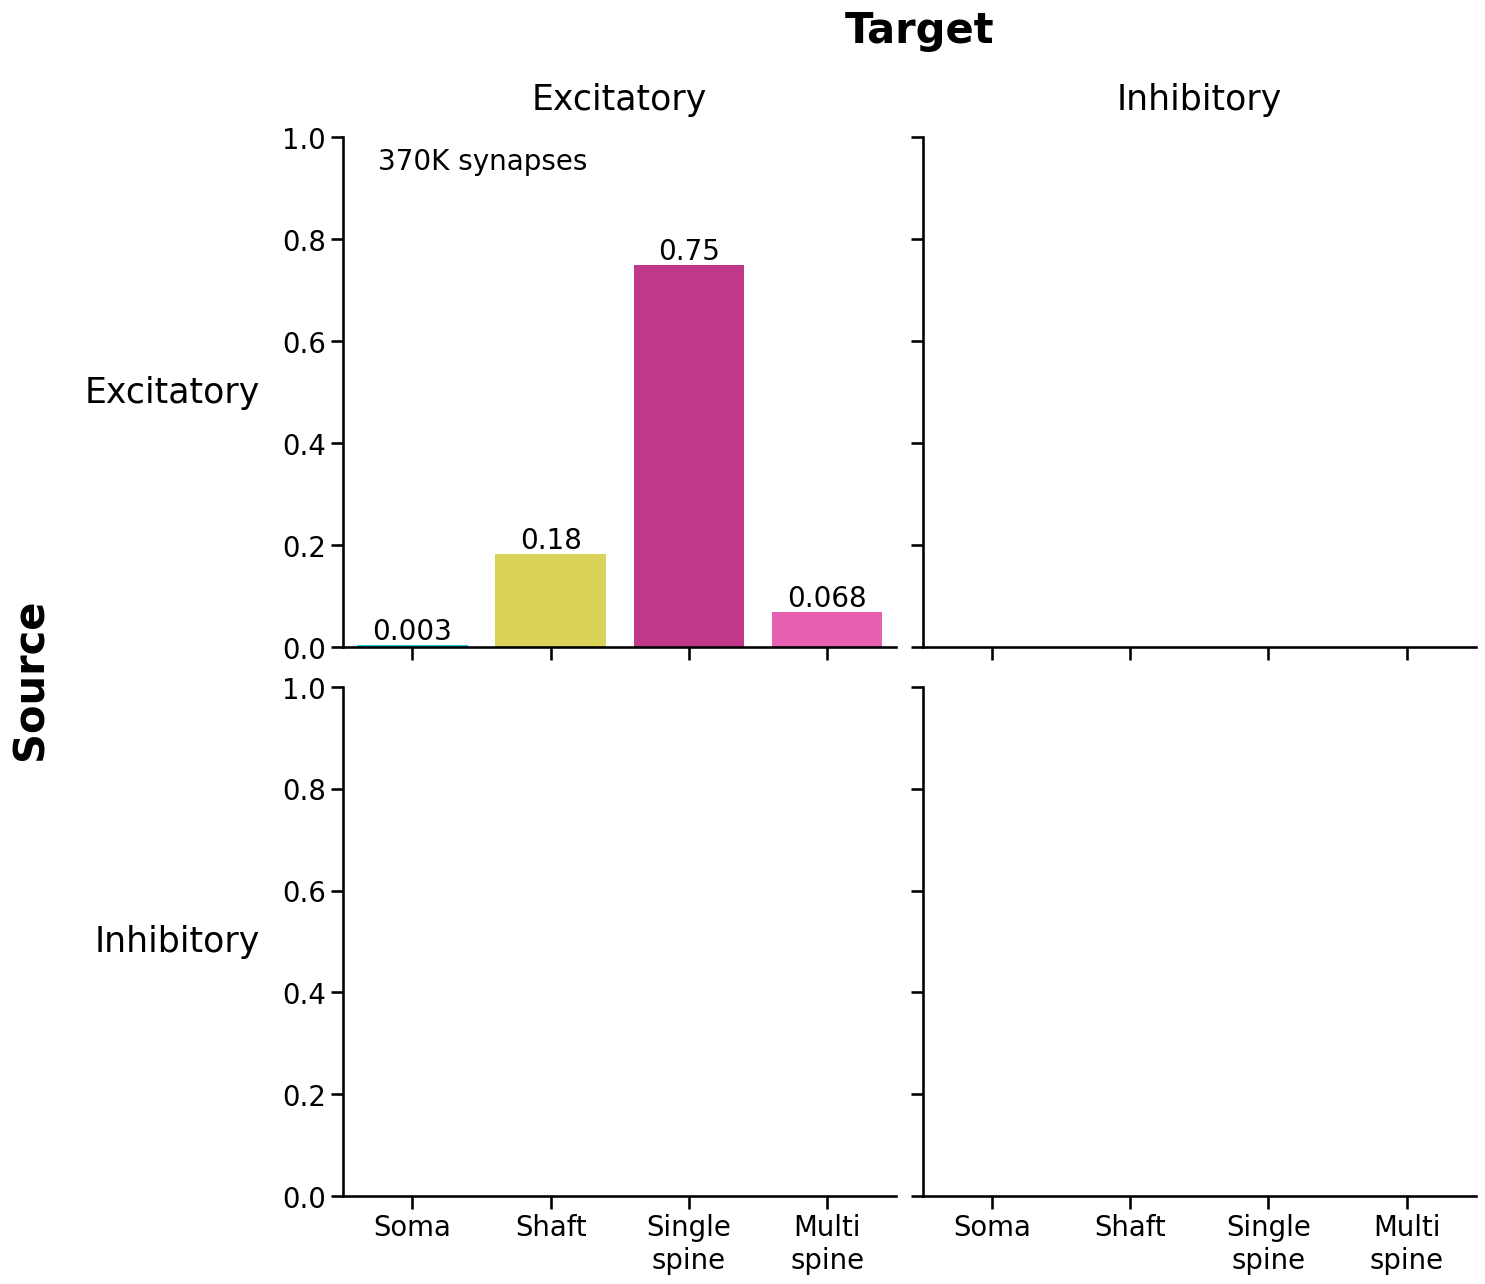 Target
Excitatory
Inhibitory
1.0
370K synapses
0.8
0.75
0.6
Excitatory
0.4
0.2
0.18
0.068
0.003
0.0
Source
1.0
0.8
0.6
Inhibitory
0.4
0.2
0.0
Soma
Shaft
Single
spine
Multi
spine
Soma
Shaft
Single
spine
Multi
spine